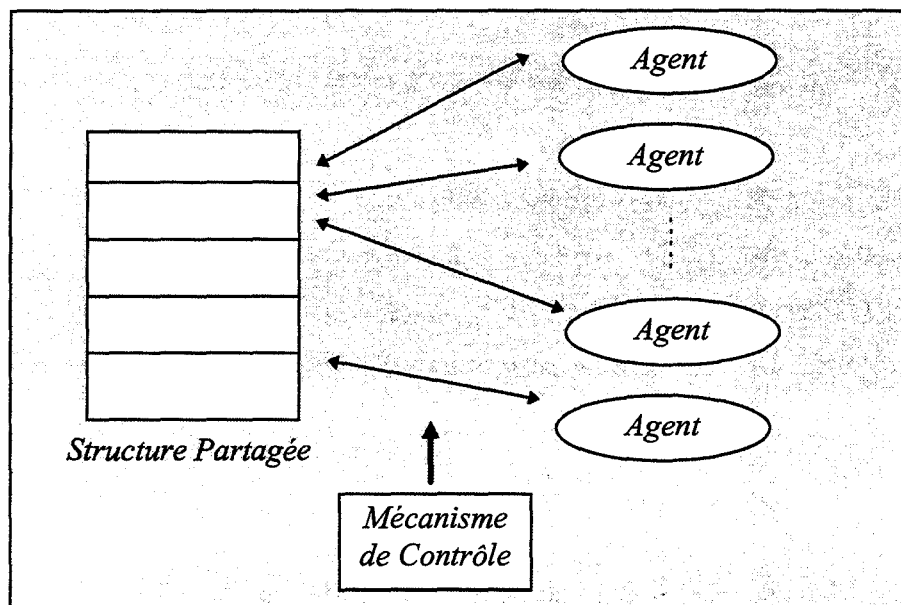 Agent
Agent
Agent
Agent
Structure Partagée
Mécanisme
de Contrôle